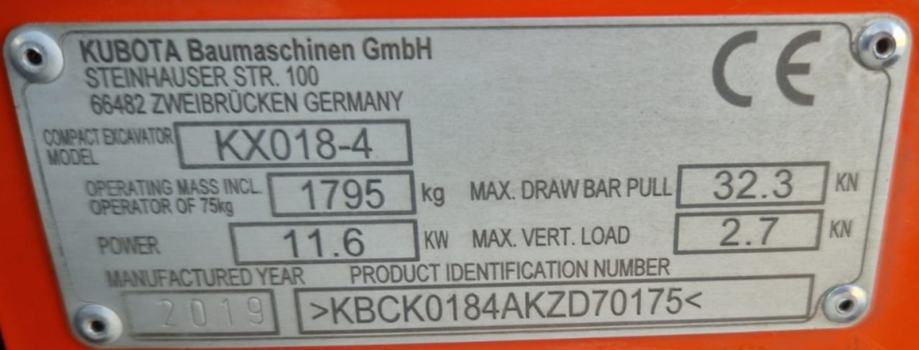 KUBOTA Baumaschinen GmbH
STEINHAUSER STR. 100
66482 ZWEIBRÜCKEN GERMANY
CE
COMPACT EXCAVATOR MODEL KX018-4
OPERATING MASS INCL. OPERATOR OF 75kg 1795 kg MAX. DRAW BAR PULL 32.3 KN
POWER 11.6 KW MAX. VERT. LOAD 2.7 KN
MANUFACTURED YEAR PRODUCT IDENTIFICATION NUMBER
2019 >KBCK0184AKZD70175<